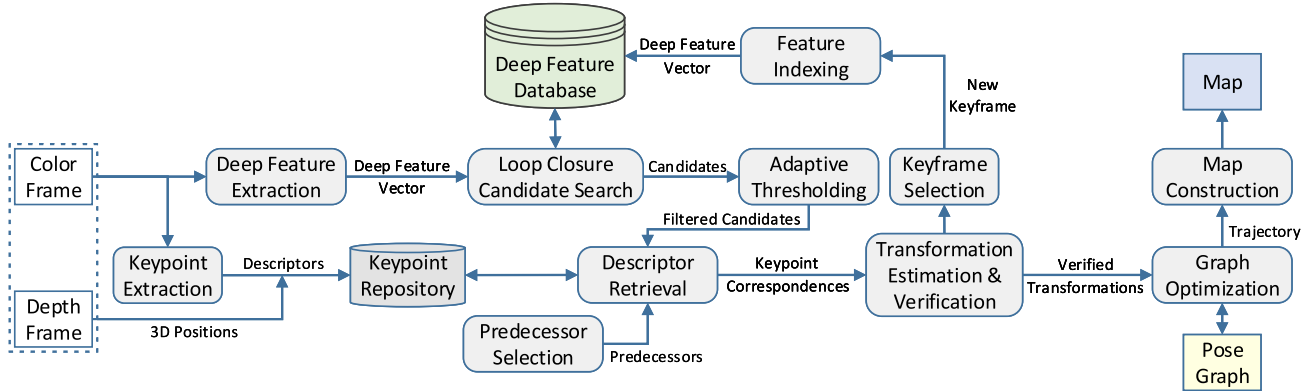 Deep Feature
Database
Deep Feature
Vector
Feature
Indexing
New
Keyframe
Map
Color
Frame
Deep Feature
Extraction
Deep Feature
Vector
Loop Closure
Candidate Search
Candidates
Adaptive
Thresholding
Keyframe
Selection
Map
Construction
Filtered Candidates
Trajectory
Keypoint
Extraction
Descriptors
Keypoint
Repository
Descriptor
Retrieval
Keypoint
Correspondences
Transformation
Estimation &
Verification
Verified
Transformations
Graph
Optimization
Depth
Frame
3D Positions
Predecessor
Selection
Predecessors
Pose
Graph